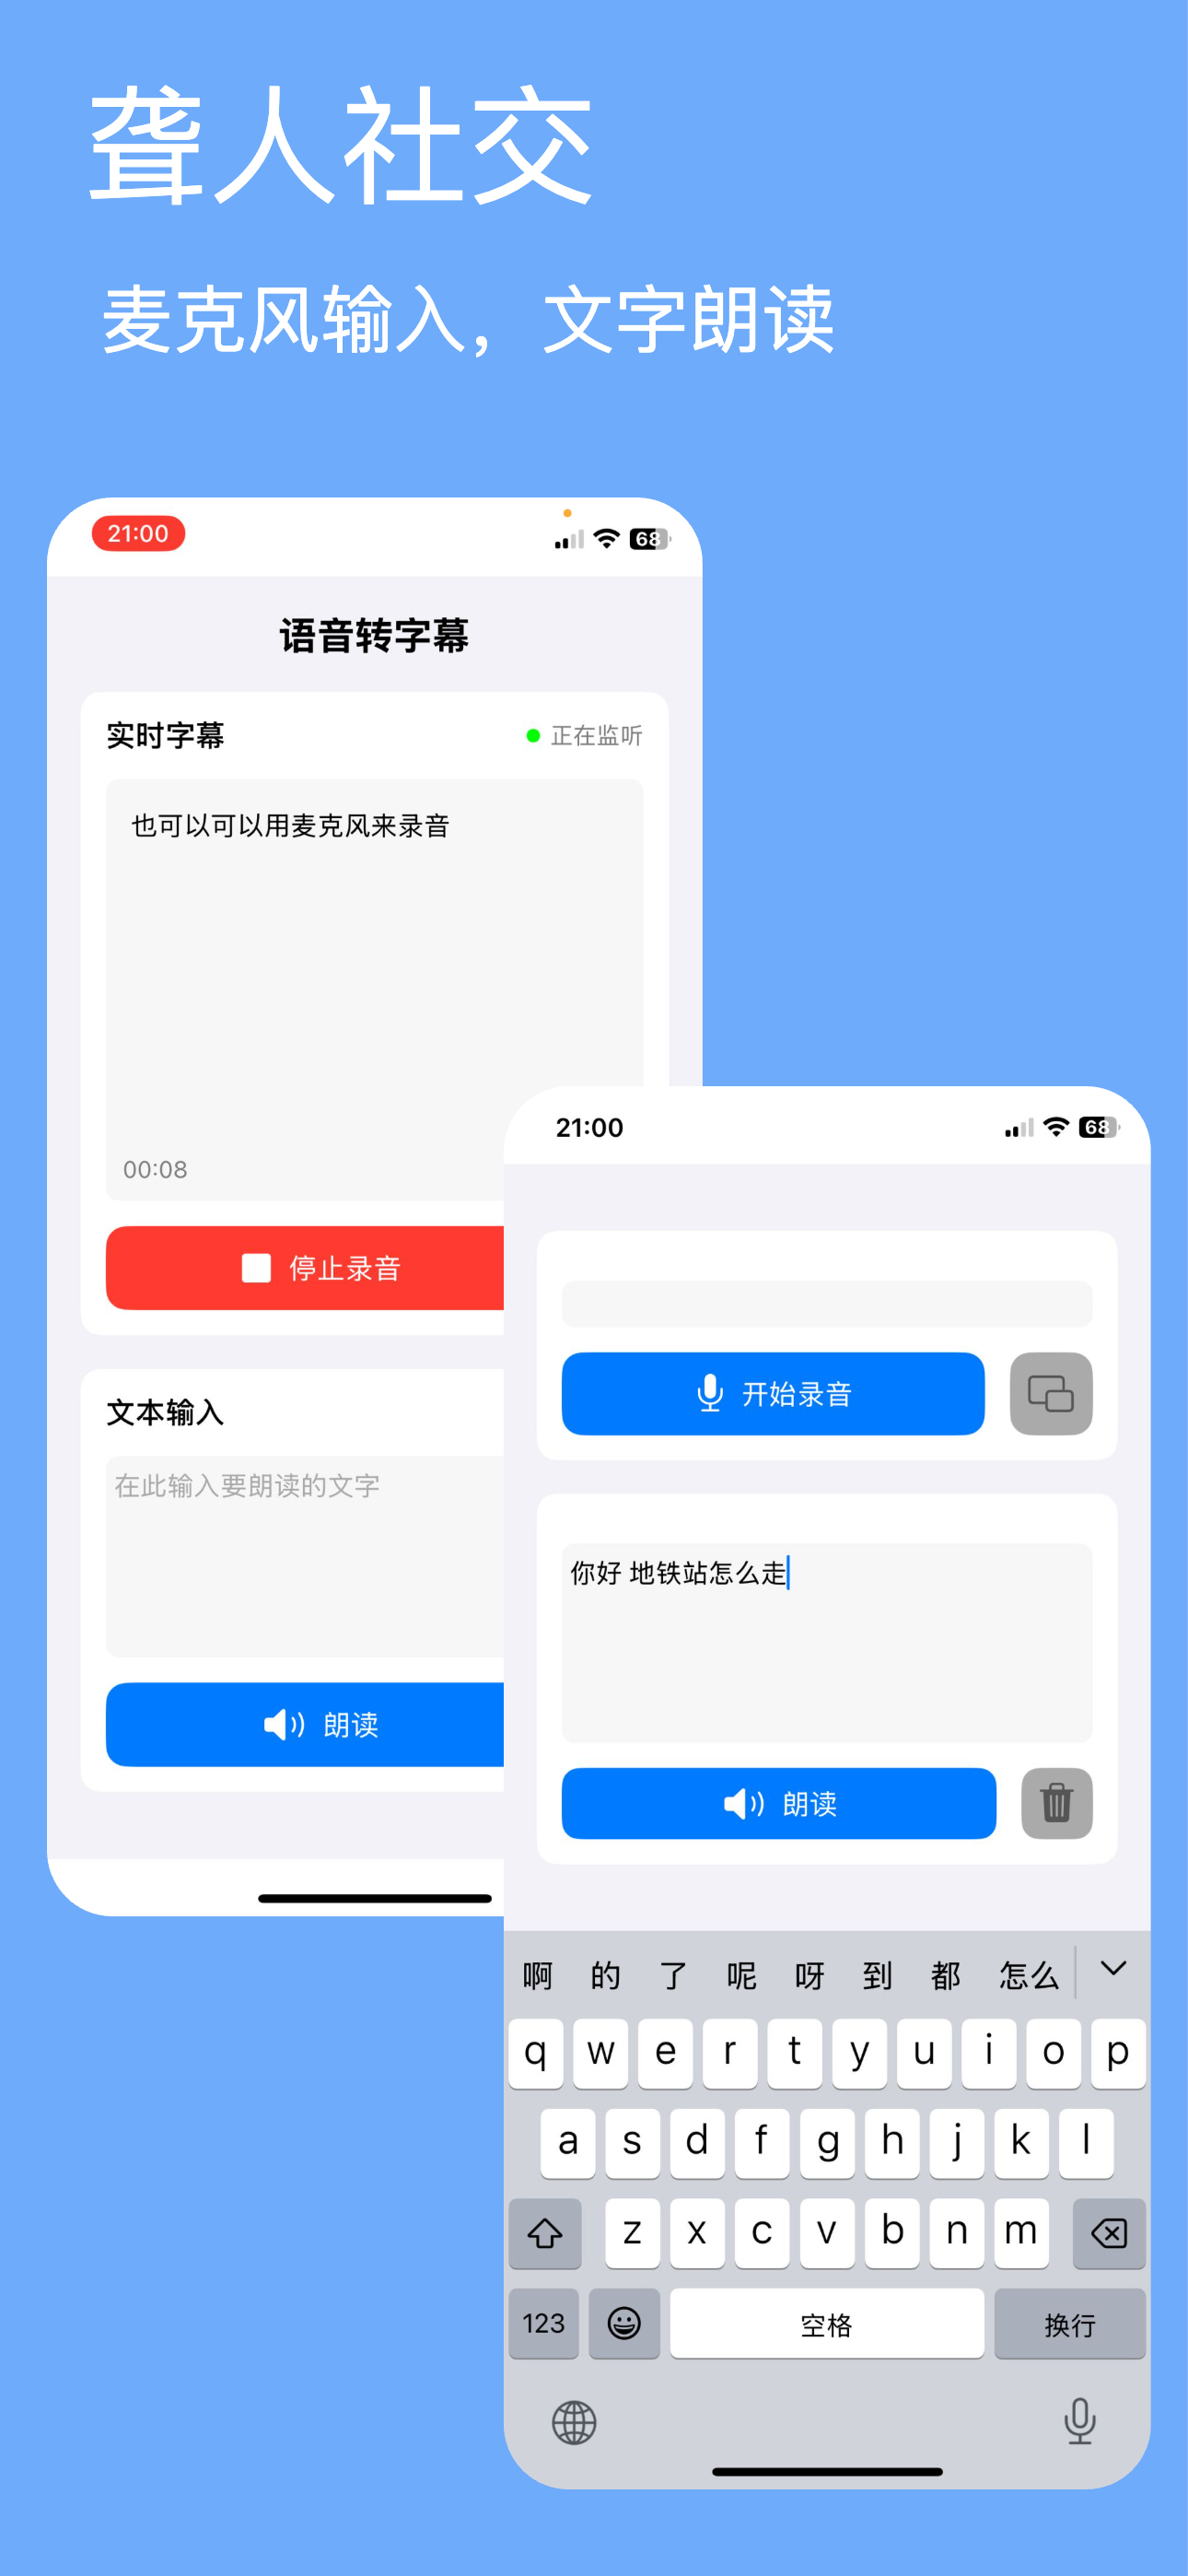 聋人社交
麦克风输入，文字朗读
21:00
68
语音转字幕
实时字幕
正在监听
也可以可以用麦克风来录音
00:08
停止录音
文本输入
在此输入要朗读的文字
朗读
21:00
68
开始录音
你好 地铁站怎么走
朗读
啊 的 了 呢 呀 到 都 怎么
q w e r t y u i o p
a s d f g h j k l
z x c v b n m
123 空格 换行